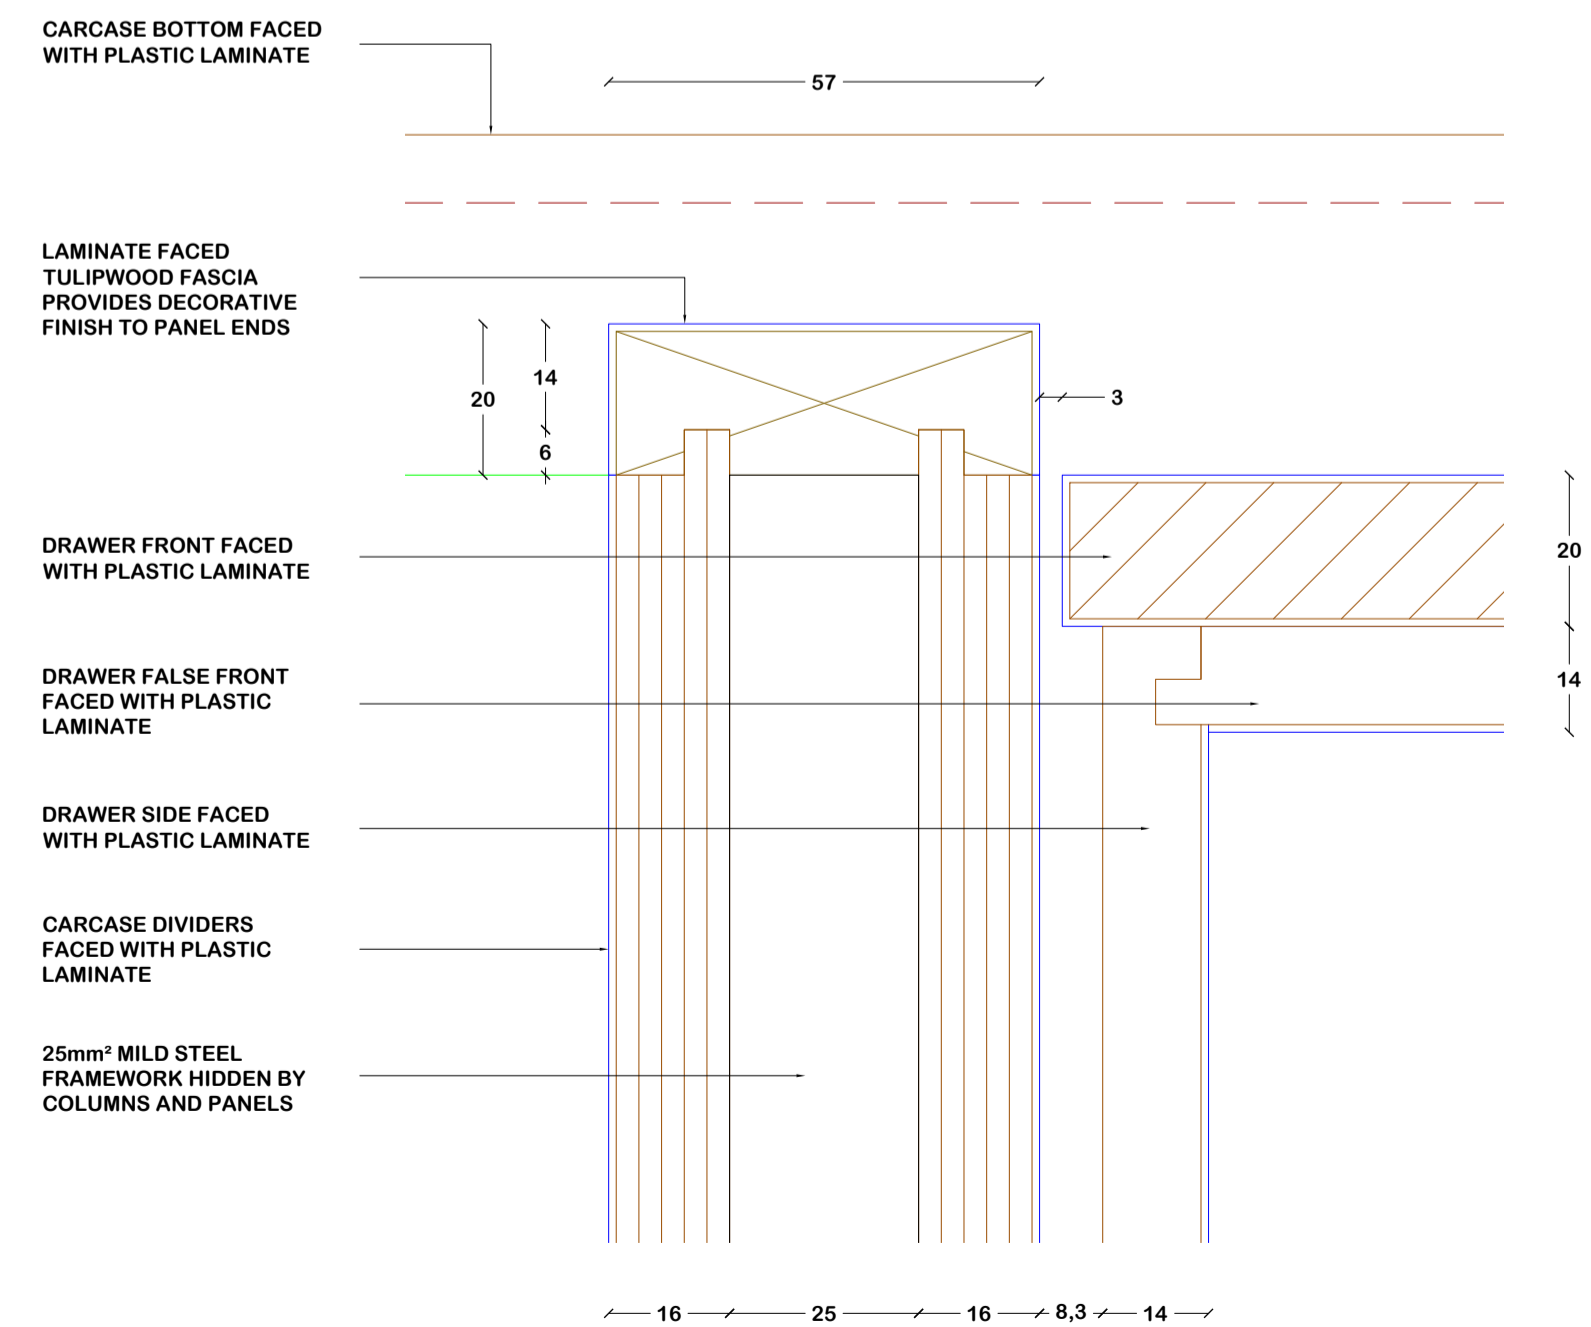 CARCASE BOTTOM FACED
WITH PLASTIC LAMINATE
57
LAMINATE FACED
TULIPWOOD FASCIA
PROVIDES DECORATIVE
FINISH TO PANEL ENDS
20
14
6
3
DRAWER FRONT FACED
WITH PLASTIC LAMINATE
20
DRAWER FALSE FRONT
FACED WITH PLASTIC
LAMINATE
14
DRAWER SIDE FACED
WITH PLASTIC LAMINATE
CARCASE DIVIDERS
FACED WITH PLASTIC
LAMINATE
25mm² MILD STEEL
FRAMEWORK HIDDEN BY
COLUMNS AND PANELS
16 25 16 8,3 14